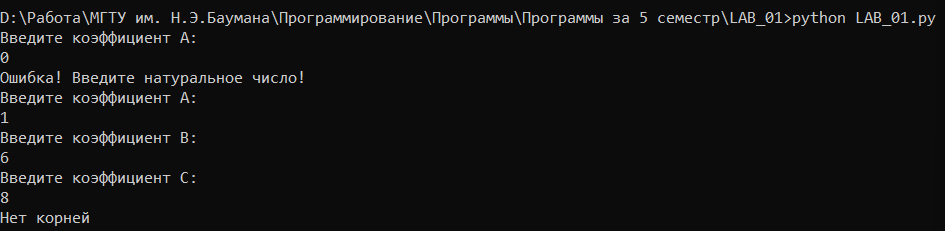 D:\Работа\МГТУ им. Н.Э.Баумана\Программирование\Программы\Программы за 5 семестр\LAB_01>python LAB_01.py
Введите коэффициент A:
0
Ошибка! Введите натуральное число!
Введите коэффициент A:
1
Введите коэффициент B:
6
Введите коэффициент C:
8
Нет корней